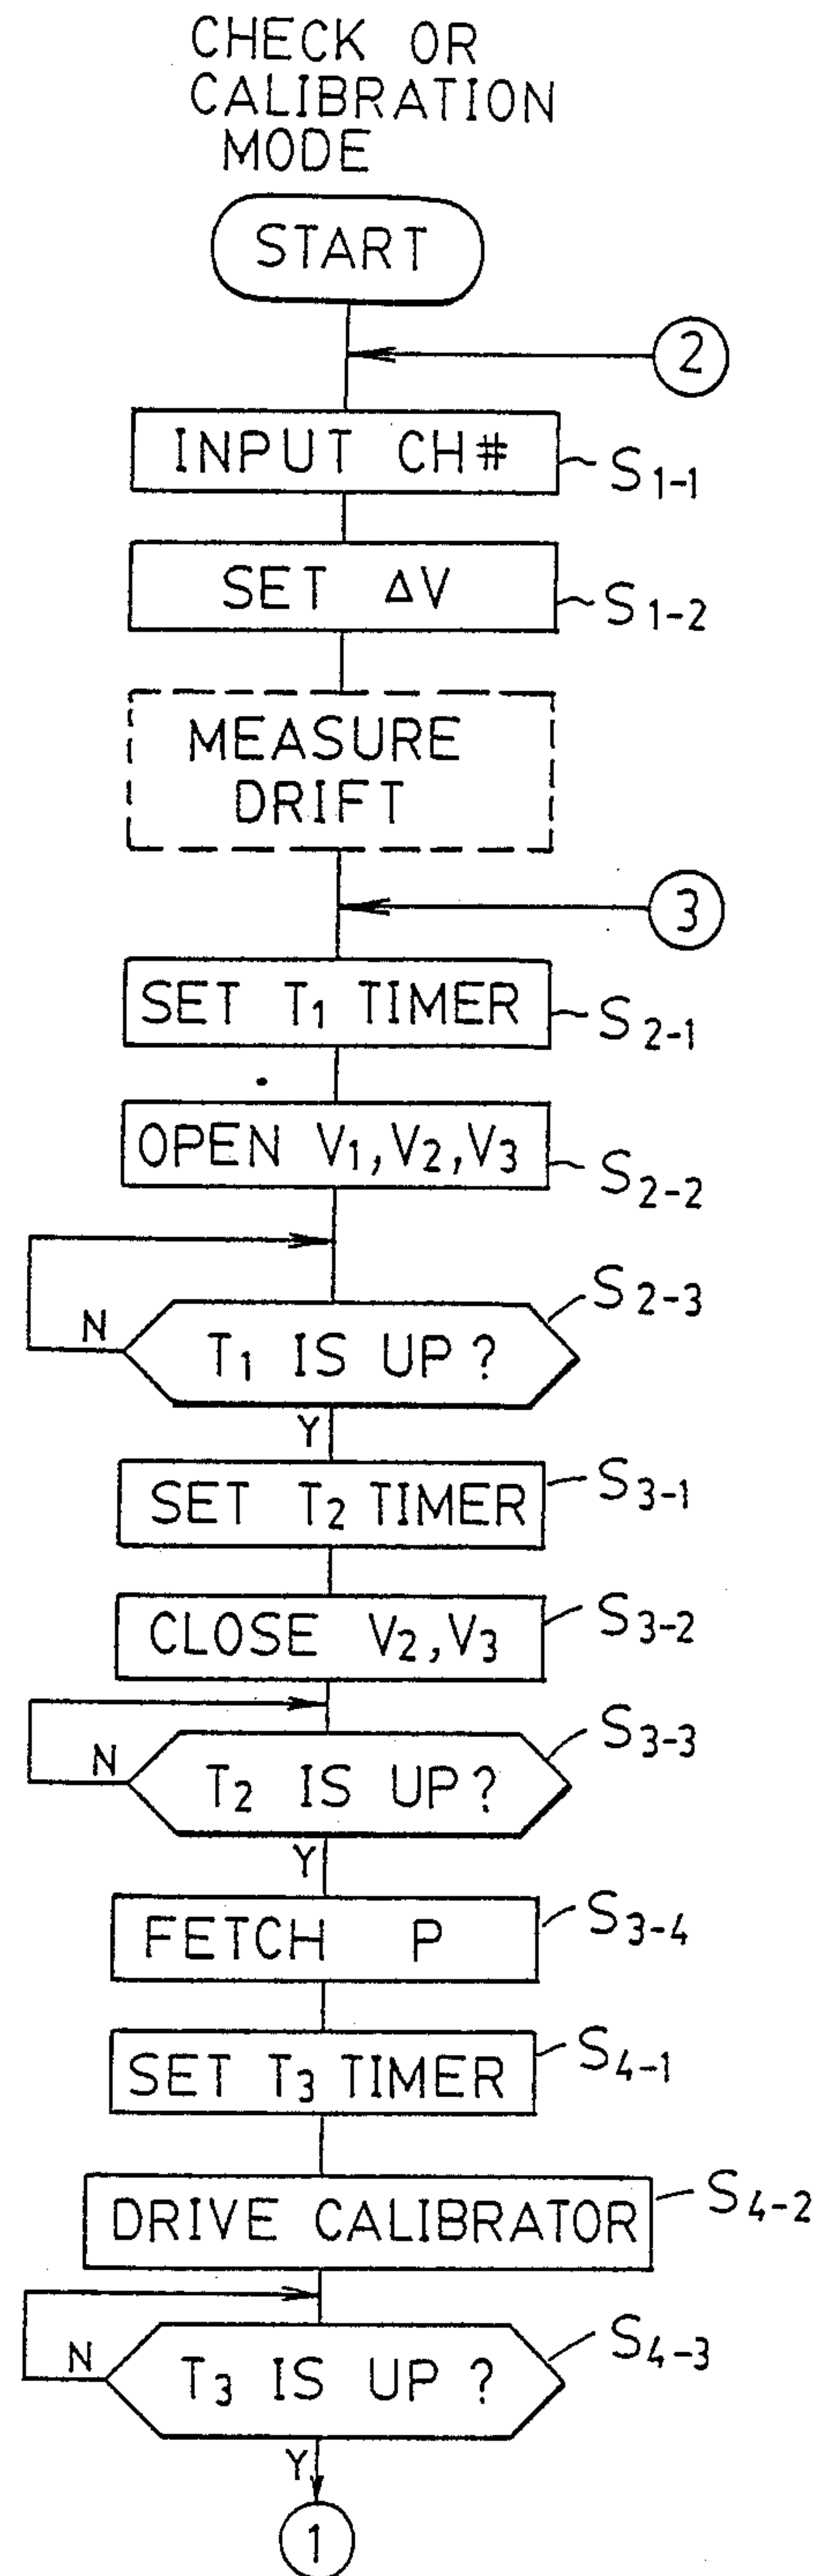 CHECK OR
CALIBRATION
MODE
START
2
INPUT CH#
S1-1
SET ΔV
S1-2
MEASURE
DRIFT
3
SET T1 TIMER
S2-1
OPEN V1,V2,V3
S2-2
S2-3
N
T1 IS UP?
Y
SET T2 TIMER
S3-1
CLOSE V2,V3
S3-2
S3-3
N
T2 IS UP?
Y
FETCH P
S3-4
SET T3 TIMER
S4-1
DRIVE CALIBRATOR
S4-2
S4-3
N
T3 IS UP?
Y
1